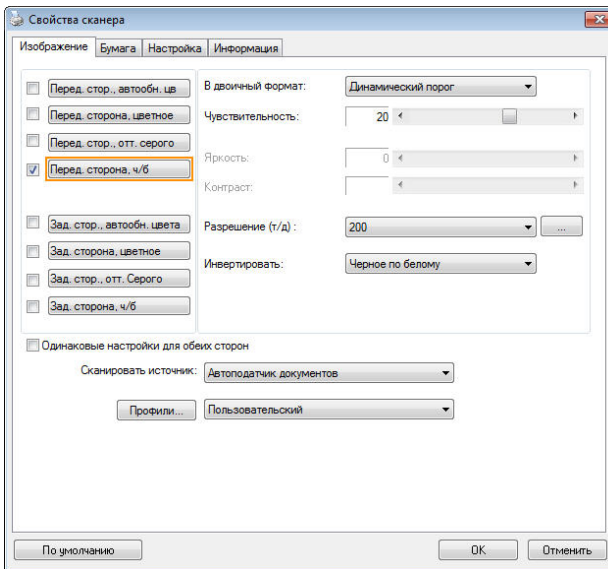 Свойства сканера
Изображение Бумага Настройка Информация
Перед. стор., автообн. цв
Перед. сторона, цветное
Перед. стор., отт. серого
Перед. сторона, ч/б
Зад. стор., автообн. цвета
Зад. сторона, цветное
Зад. стор., отт. Серого
Зад. сторона, ч/б
В двоичный формат: Динамический порог
Чувствительность: 20
Яркость: 0
Контраст:
Разрешение (т/д) : 200 ...
Инвертировать: Черное по белому
Одинаковые настройки для обеих сторон
Сканировать источник: Автоподатчик документов
Профили... Пользовательский
По умолчанию OK Отменить